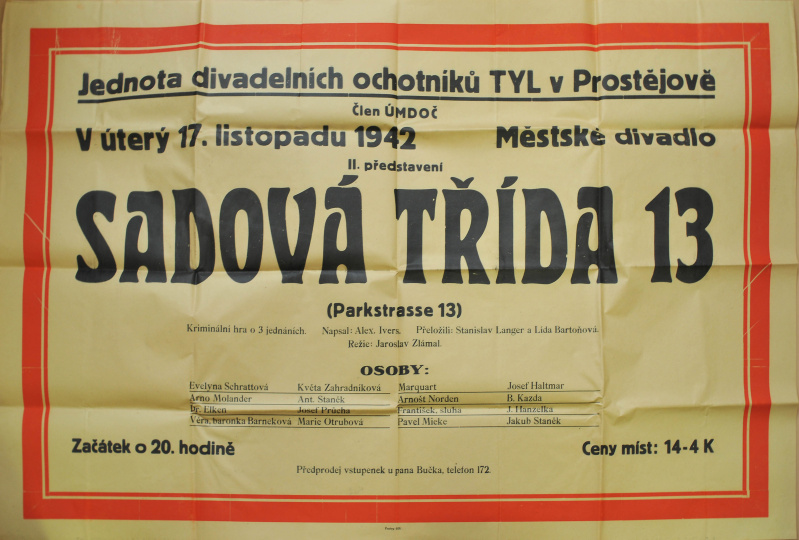 Jednota divadelních ochotníků TYL v Prostějově
Člen ÚMDOČ
V úterý 17. listopadu 1942 Městské divadlo
II. představení
SADOVÁ TŘÍDA 13
(Parkstrasse 13)
Kriminální hra o 3 jednáních. Napsal: Alex. Ivers. Přeložili: Stanislav Langer a Lida Bartoňová.
Režie: Jaroslav Zlámal.
OSOBY:
Evelyna Schrattová Květa Zahradníková Marquart Josef Haltmar
Arno Molander Ant. Staněk Arnošt Norden B. Kazda
Dr. Elken Josef Průcha František, sluha J. Hanzelka
Věra, baronka Barneková Marie Otrubová Pavel Micke Jakub Staněk
Začátek o 20. hodině Ceny míst: 14-4 K
Předprodej vstupenek u pana Bučka, telefon 172.